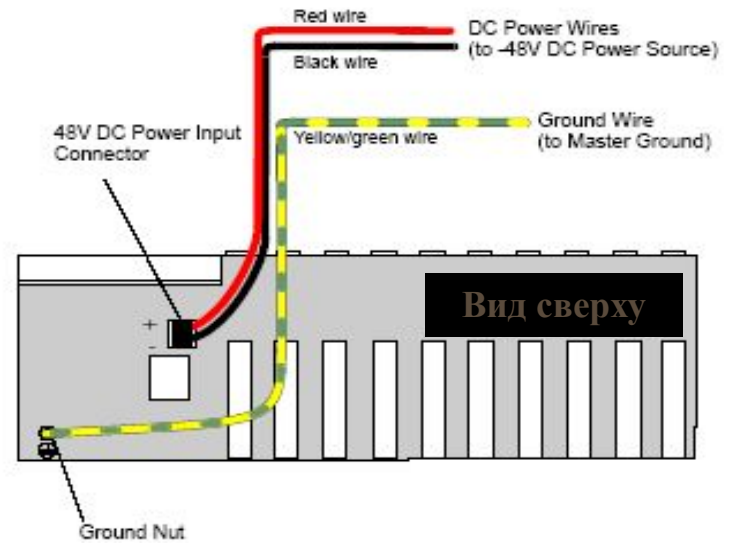 Red wire
DC Power Wires
(to -48V DC Power Source)
Black wire
Ground Wire
(to Master Ground)
48V DC Power Input
Connector
Yellow/green wire
Вид сверху
+
-
Ground Nut